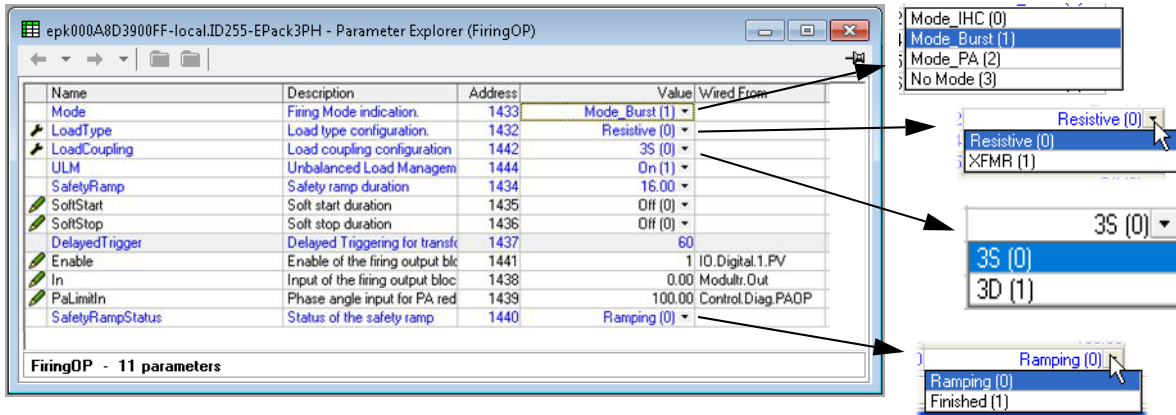 epk000A8D3900FF-local.ID255-EPack3PH - Parameter Explorer (FiringOP)
Name Description Address Value Wired From
Mode Firing Mode indication. 1433 Mode_Burst (1)
LoadType Load type configuration. 1432 Resistive (0)
LoadCoupling Load coupling configuration 1442 3S (0)
ULM Unbalanced Load Managem 1444 On (1)
SafetyRamp Safety ramp duration 1434 16.00
SoftStart Soft start duration 1435 Off (0)
SoftStop Soft stop duration 1436 Off (0)
DelayedTrigger Delayed Triggering for transfo 1437 60
Enable Enable of the firing output blo 1441 1 IO.Digital.1.PV
In Input of the firing output bloc 1438 0.00 Modultr.Out
PaLimitIn Phase angle input for PA red 1439 100.00 Control.Diag.PAOP
SafetyRampStatus Status of the safety ramp 1440 Ramping (0)
FiringOP - 11 parameters
Mode_IHC (0)
Mode_Burst (1)
Mode_PA (2)
No Mode (3)
Resistive (0)
Resistive (0)
XFMR (1)
3S (0)
3S (0)
3D (1)
Ramping (0)
Ramping (0)
Finished (1)